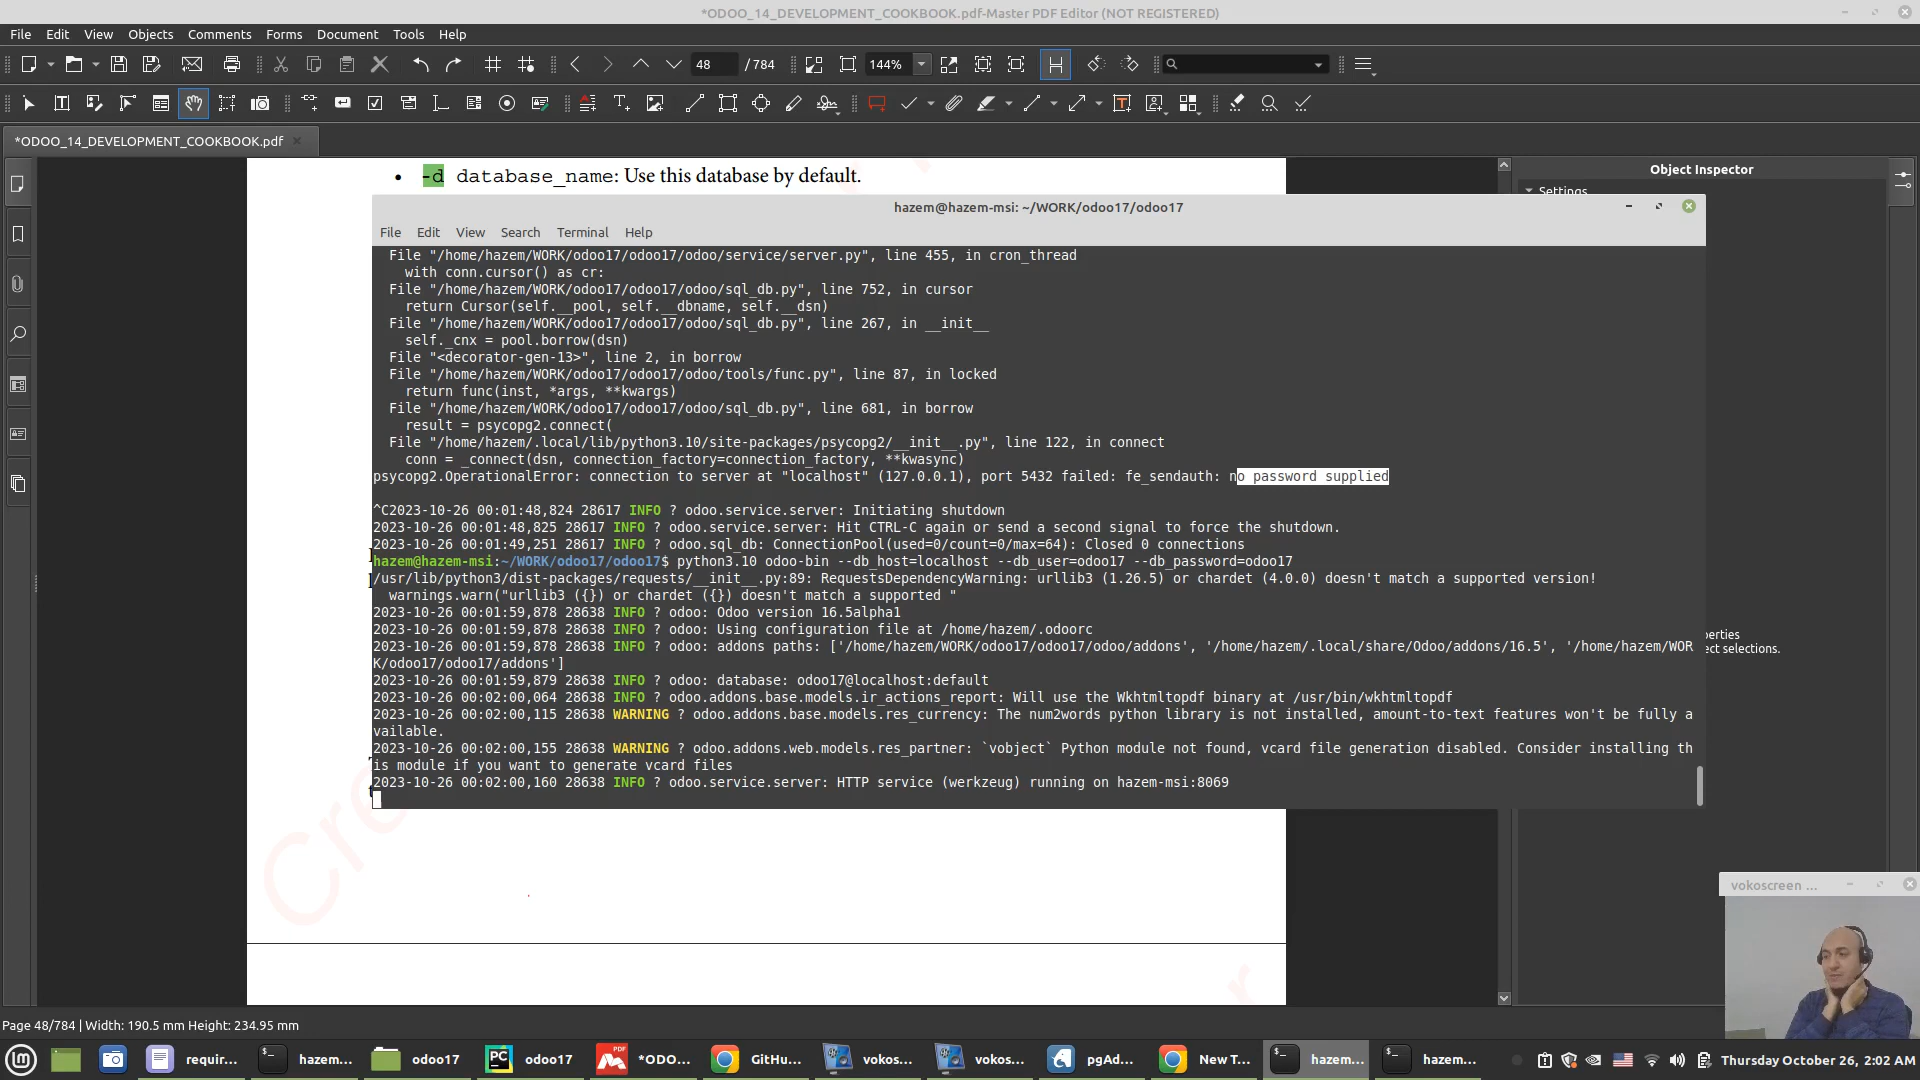 *ODOO_14_DEVELOPMENT_COOKBOOK.pdf-Master PDF Editor (NOT REGISTERED)
File Edit View Objects Comments Forms Document Tools Help
48 / 784
144%
*ODOO_14_DEVELOPMENT_COOKBOOK.pdf
Object Inspector
Settings
• -d database_name: Use this database by default.
hazem@hazem-msi: ~/WORK/odoo17/odoo17
File Edit View Search Terminal Help
File "/home/hazem/WORK/odoo17/odoo17/odoo/service/server.py", line 455, in cron_thread
with conn.cursor() as cr:
File "/home/hazem/WORK/odoo17/odoo17/odoo/sql_db.py", line 752, in cursor
return Cursor(self.__pool, self.__dbname, self.__dsn)
File "/home/hazem/WORK/odoo17/odoo17/odoo/sql_db.py", line 267, in __init__
self._cnx = pool.borrow(dsn)
File "<decorator-gen-13>", line 2, in borrow
File "/home/hazem/WORK/odoo17/odoo17/odoo/tools/func.py", line 87, in locked
return func(inst, *args, **kwargs)
File "/home/hazem/WORK/odoo17/odoo17/odoo/sql_db.py", line 681, in borrow
result = psycopg2.connect(
File "/home/hazem/.local/lib/python3.10/site-packages/psycopg2/__init__.py", line 122, in connect
conn = _connect(dsn, connection_factory=connection_factory, **kwasync)
psycopg2.OperationalError: connection to server at "localhost" (127.0.0.1), port 5432 failed: fe_sendauth: no password supplied
^C2023-10-26 00:01:48,824 28617 INFO ? odoo.service.server: Initiating shutdown
2023-10-26 00:01:48,825 28617 INFO ? odoo.service.server: Hit CTRL-C again or send a second signal to force the shutdown.
2023-10-26 00:01:49,251 28617 INFO ? odoo.sql_db: ConnectionPool(used=0/count=0/max=64): Closed 0 connections
hazem@hazem-msi:~/WORK/odoo17/odoo17$ python3.10 odoo-bin --db_host=localhost --db_user=odoo17 --db_password=odoo17
/usr/lib/python3/dist-packages/requests/__init__.py:89: RequestsDependencyWarning: urllib3 (1.26.5) or chardet (4.0.0) doesn't match a supported version!
warnings.warn("urllib3 ({}) or chardet ({}) doesn't match a supported "
2023-10-26 00:01:59,878 28638 INFO ? odoo: Odoo version 16.5alpha1
2023-10-26 00:01:59,878 28638 INFO ? odoo: Using configuration file at /home/hazem/.odoorc
2023-10-26 00:01:59,878 28638 INFO ? odoo: addons paths: ['/home/hazem/WORK/odoo17/odoo17/odoo/addons', '/home/hazem/.local/share/Odoo/addons/16.5', '/home/hazem/WOR
K/odoo17/odoo17/addons']
2023-10-26 00:01:59,879 28638 INFO ? odoo: database: odoo17@localhost:default
2023-10-26 00:02:00,064 28638 INFO ? odoo.addons.base.models.ir_actions_report: Will use the Wkhtmltopdf binary at /usr/bin/wkhtmltopdf
2023-10-26 00:02:00,115 28638 WARNING ? odoo.addons.base.models.res_currency: The num2words python library is not installed, amount-to-text features won't be fully a
vailable.
2023-10-26 00:02:00,155 28638 WARNING ? odoo.addons.web.models.res_partner: `vobject` Python module not found, vcard file generation disabled. Consider installing th
is module if you want to generate vcard files
2023-10-26 00:02:00,160 28638 INFO ? odoo.service.server: HTTP service (werkzeug) running on hazem-msi:8069
perties
ect selections.
Cre
vokoscreen ...
Page 48/784 | Width: 190.5 mm Height: 234.95 mm
requir... hazem... odoo17 odoo17 *ODO... GitHu... vokos... vokos... pgAd... New T... hazem... hazem... Thursday October 26, 2:02 AM